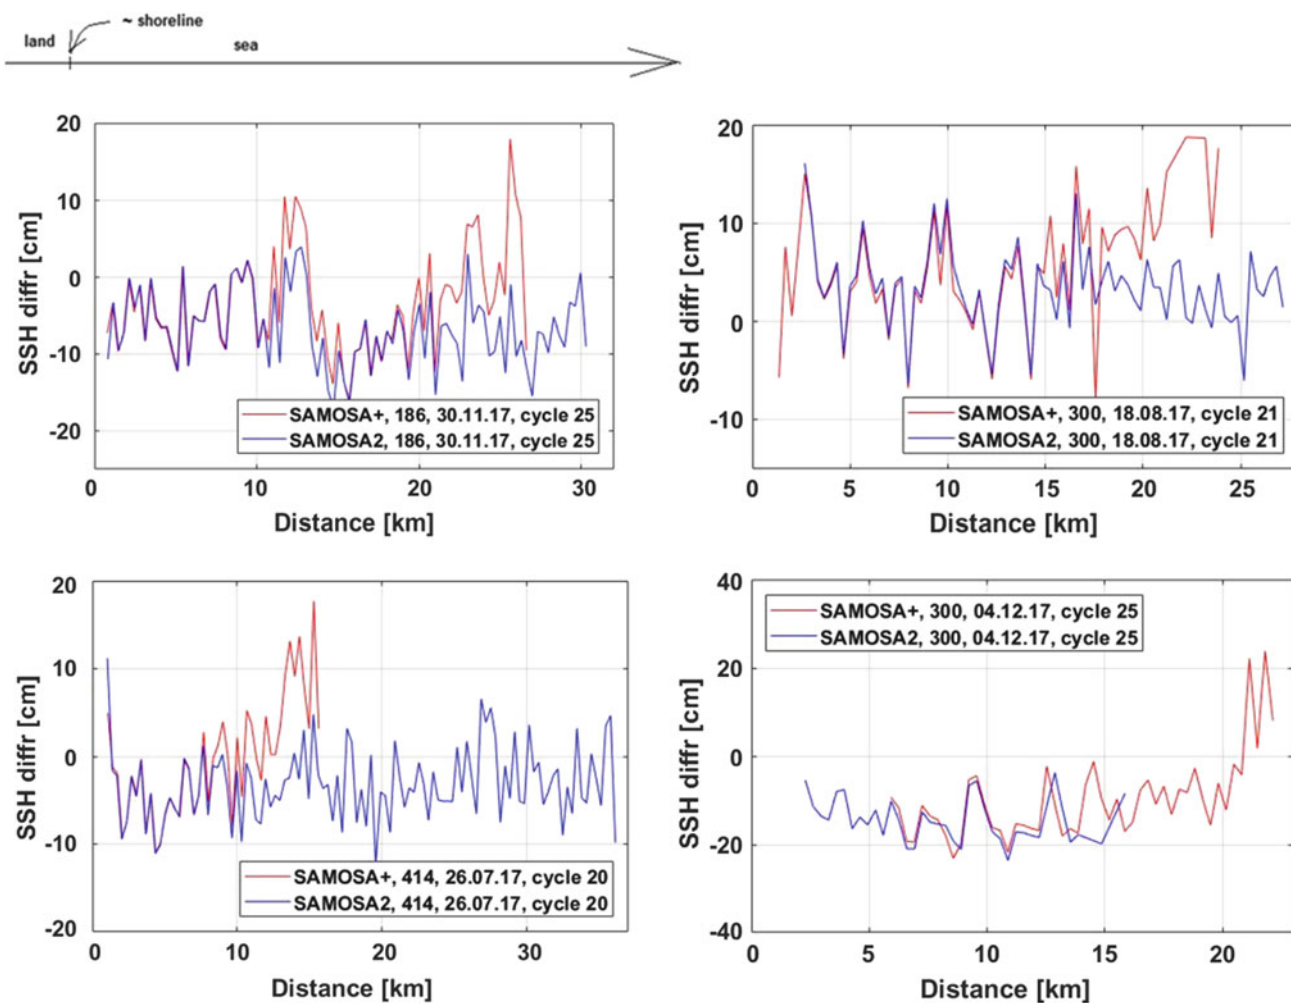 ~ shoreline
land
sea
20
10
0
-10
-20
SSH diffr [cm]
SAMOSA+, 186, 30.11.17, cycle 25
SAMOSA2, 186, 30.11.17, cycle 25
0
10
20
30
Distance [km]
20
10
0
-10
SSH diffr [cm]
SAMOSA+, 300, 18.08.17, cycle 21
SAMOSA2, 300, 18.08.17, cycle 21
0
5
10
15
20
25
Distance [km]
20
10
0
-10
-20
SSH diffr [cm]
SAMOSA+, 414, 26.07.17, cycle 20
SAMOSA2, 414, 26.07.17, cycle 20
0
10
20
30
Distance [km]
40
20
0
-20
-40
SSH diffr [cm]
SAMOSA+, 300, 04.12.17, cycle 25
SAMOSA2, 300, 04.12.17, cycle 25
0
5
10
15
20
Distance [km]